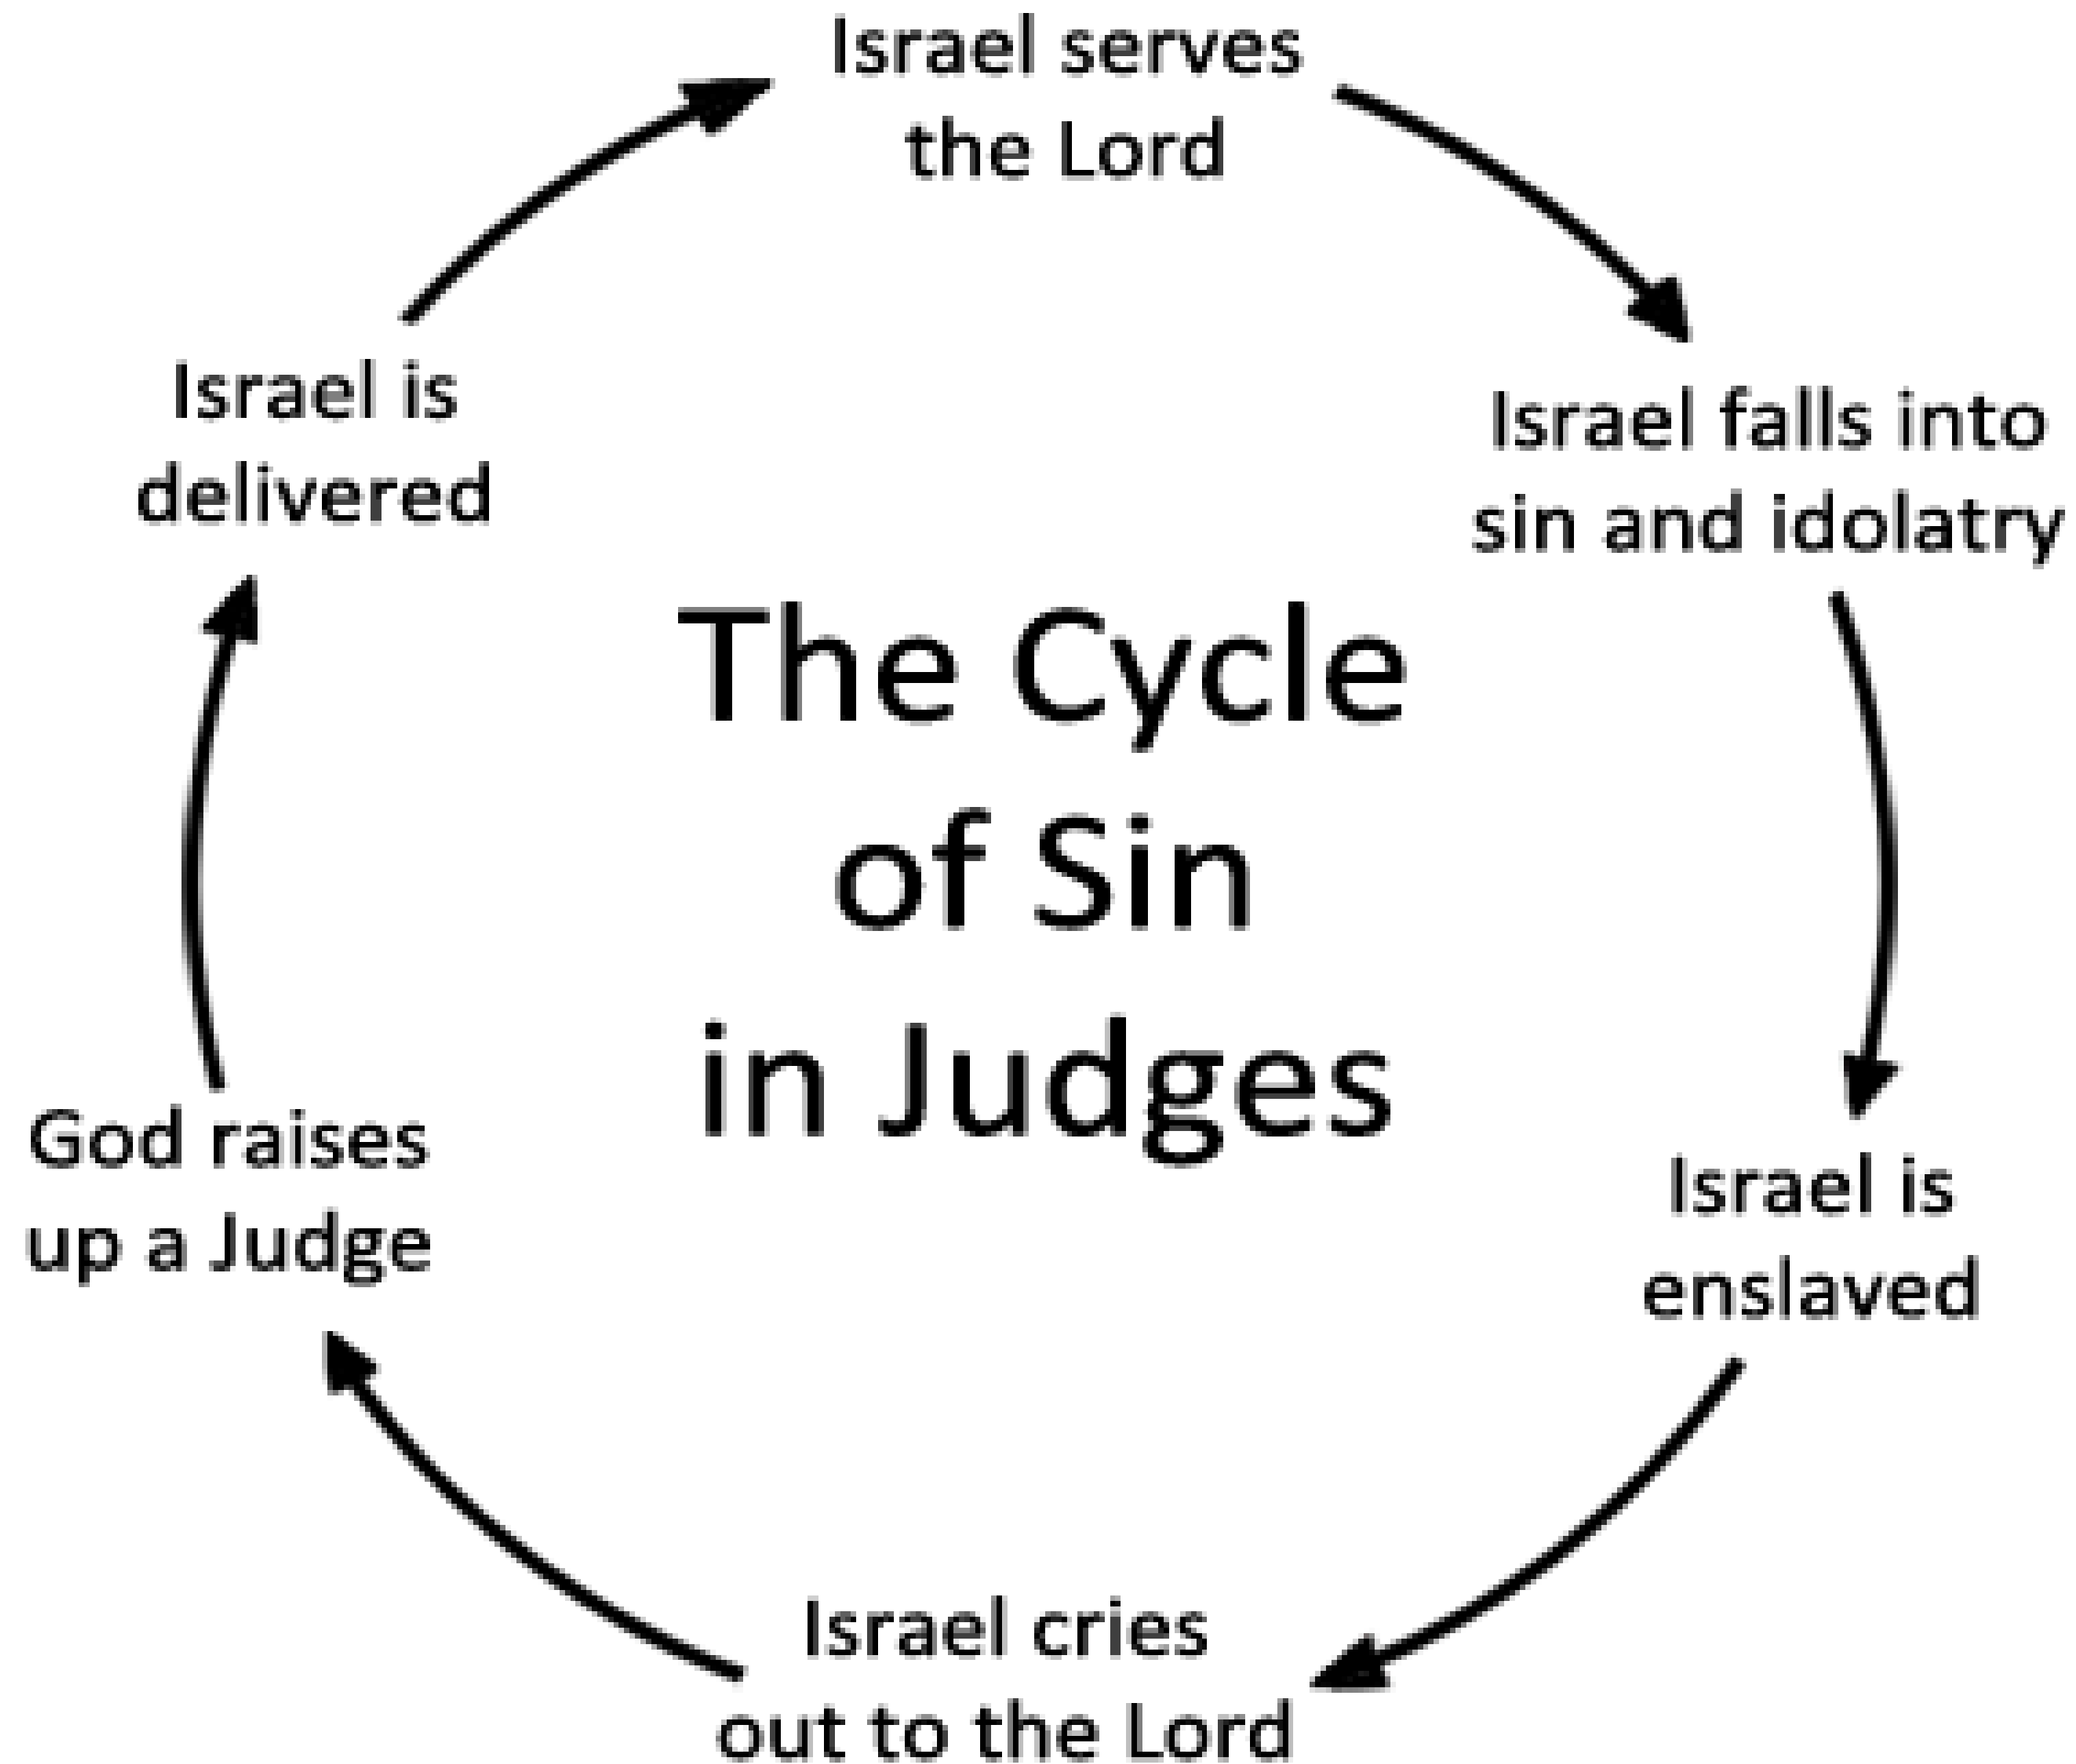 Israel serves
the Lord
Israel falls into
sin and idolatry
Israel is
enslaved
Israel cries
out to the Lord
God raises
up a Judge
Israel is
delivered
The Cycle
of Sin
in Judges